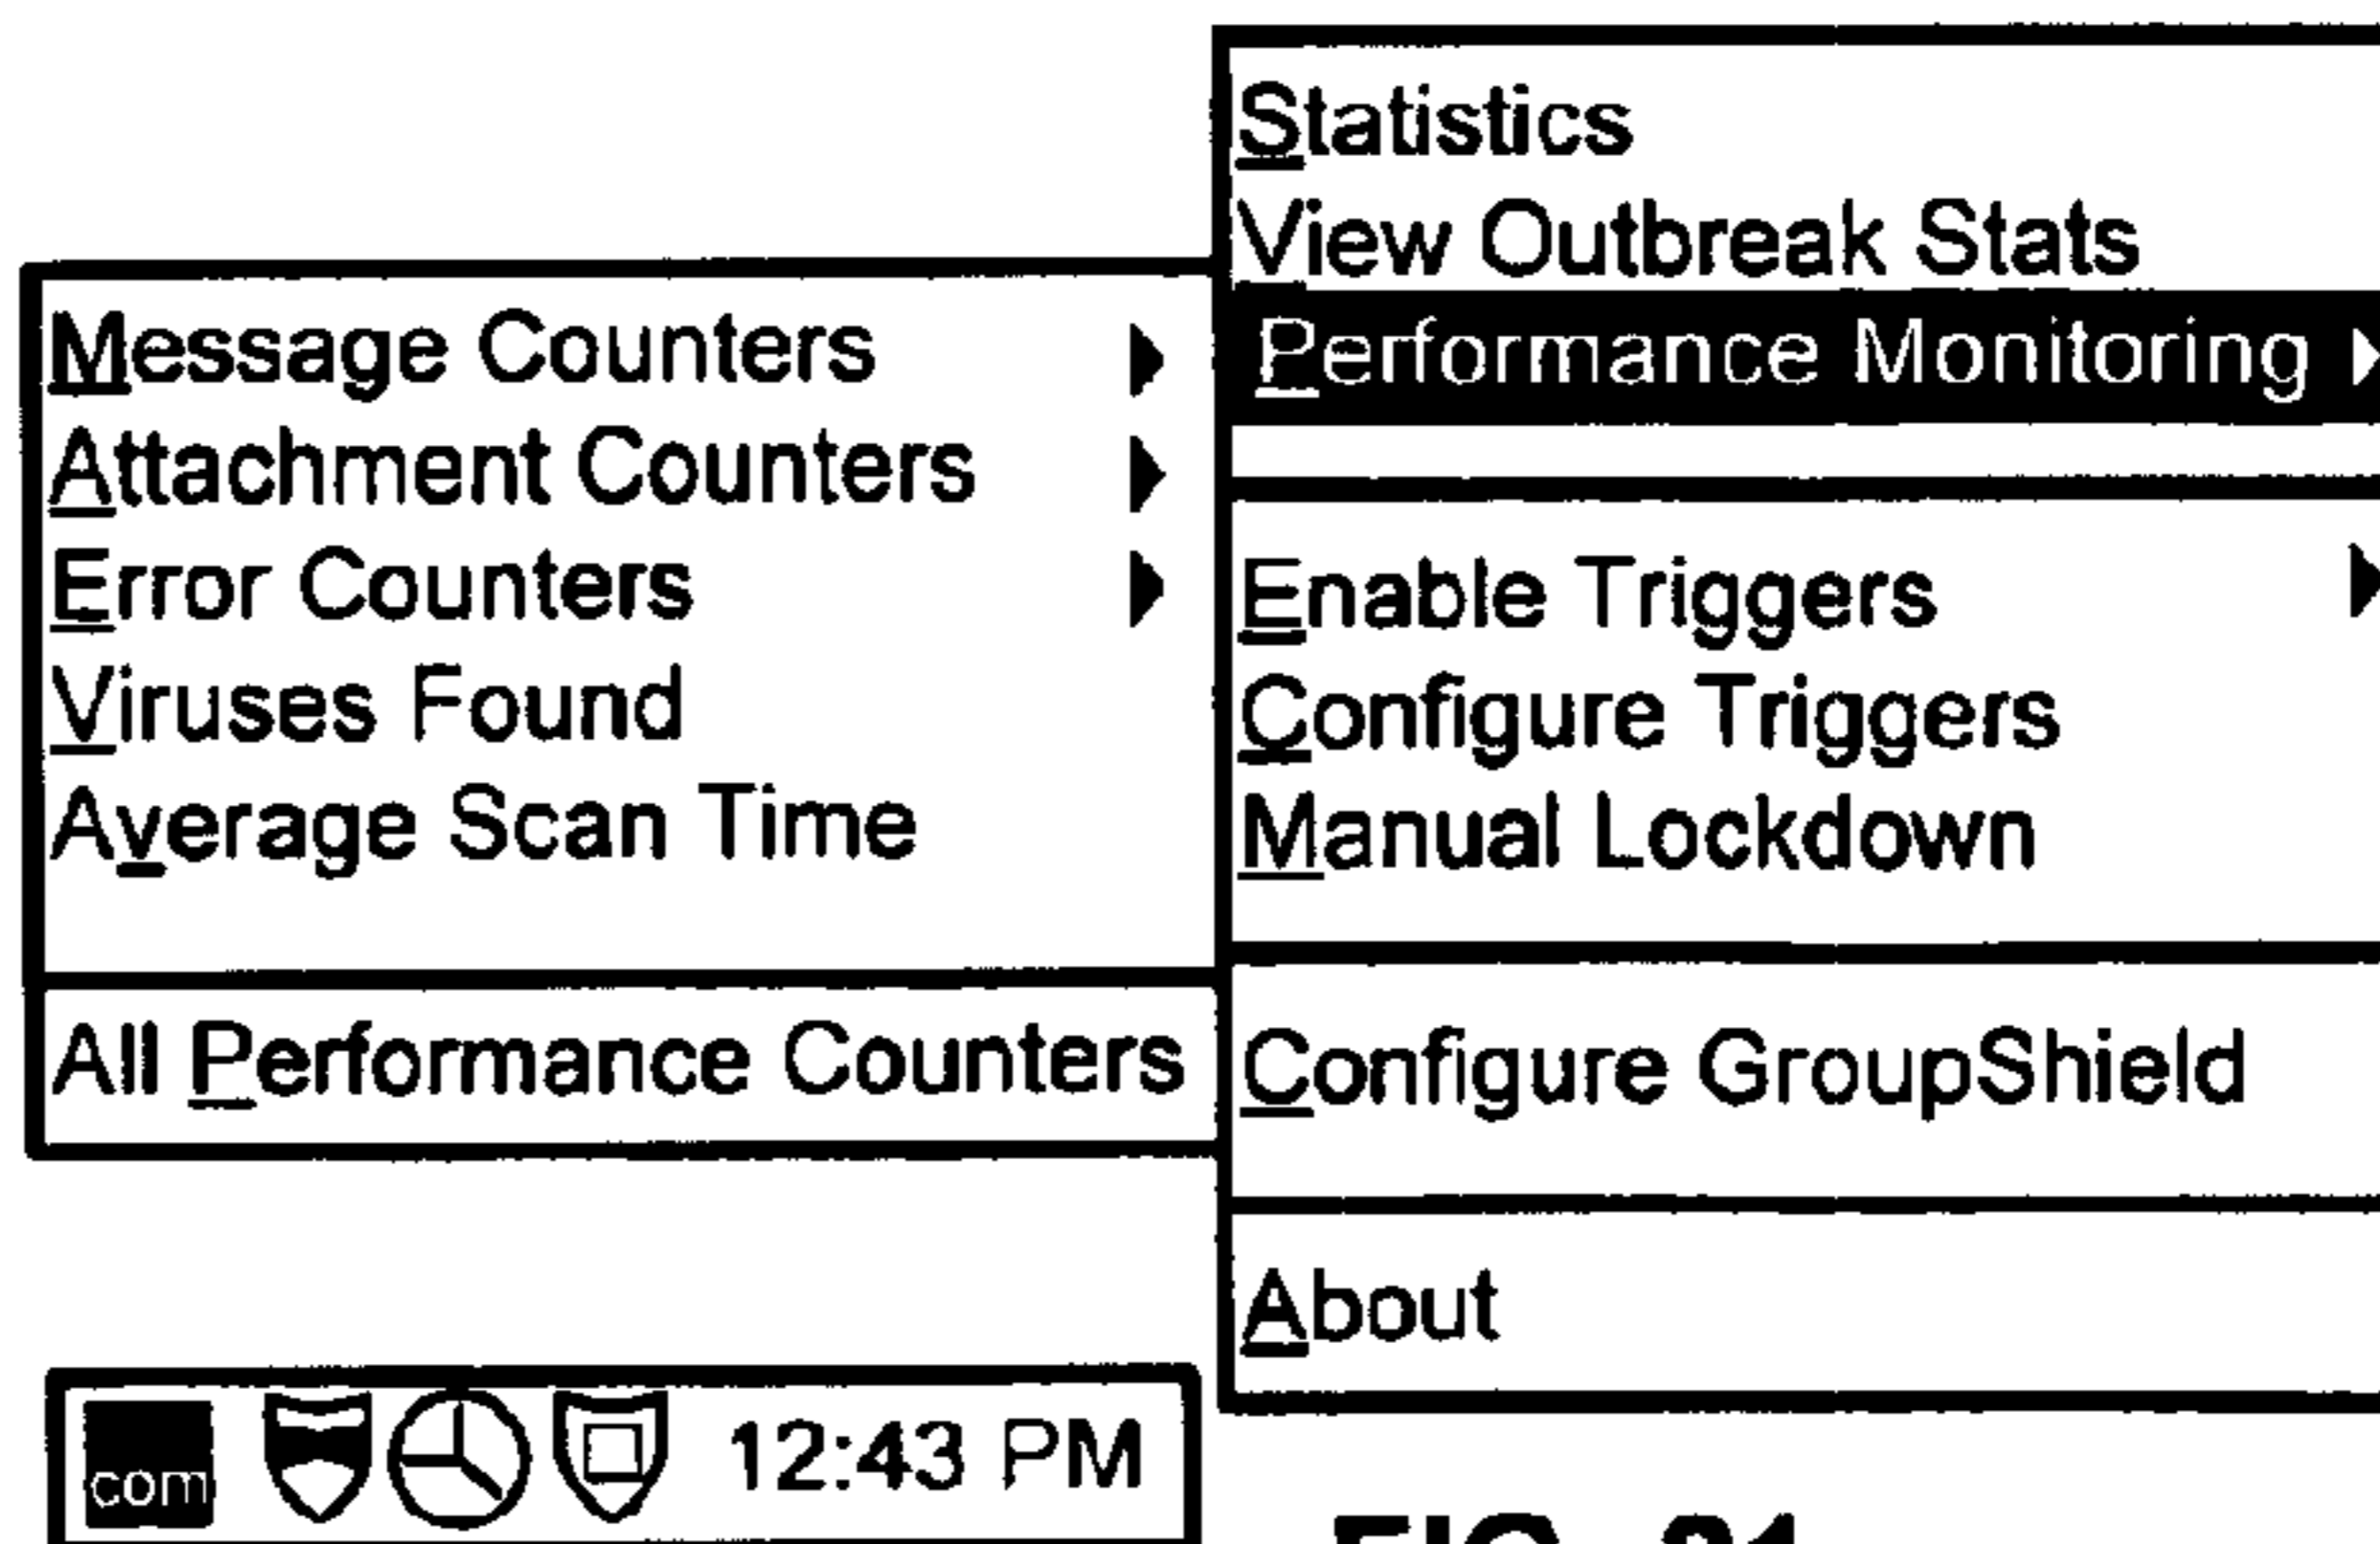 Statistics
View Outbreak Stats
Performance Monitoring
Enable Triggers
Configure Triggers
Manual Lockdown
Configure GroupShield
About
Message Counters
Attachment Counters
Error Counters
Viruses Found
Average Scan Time
All Performance Counters
com 12:43 PM